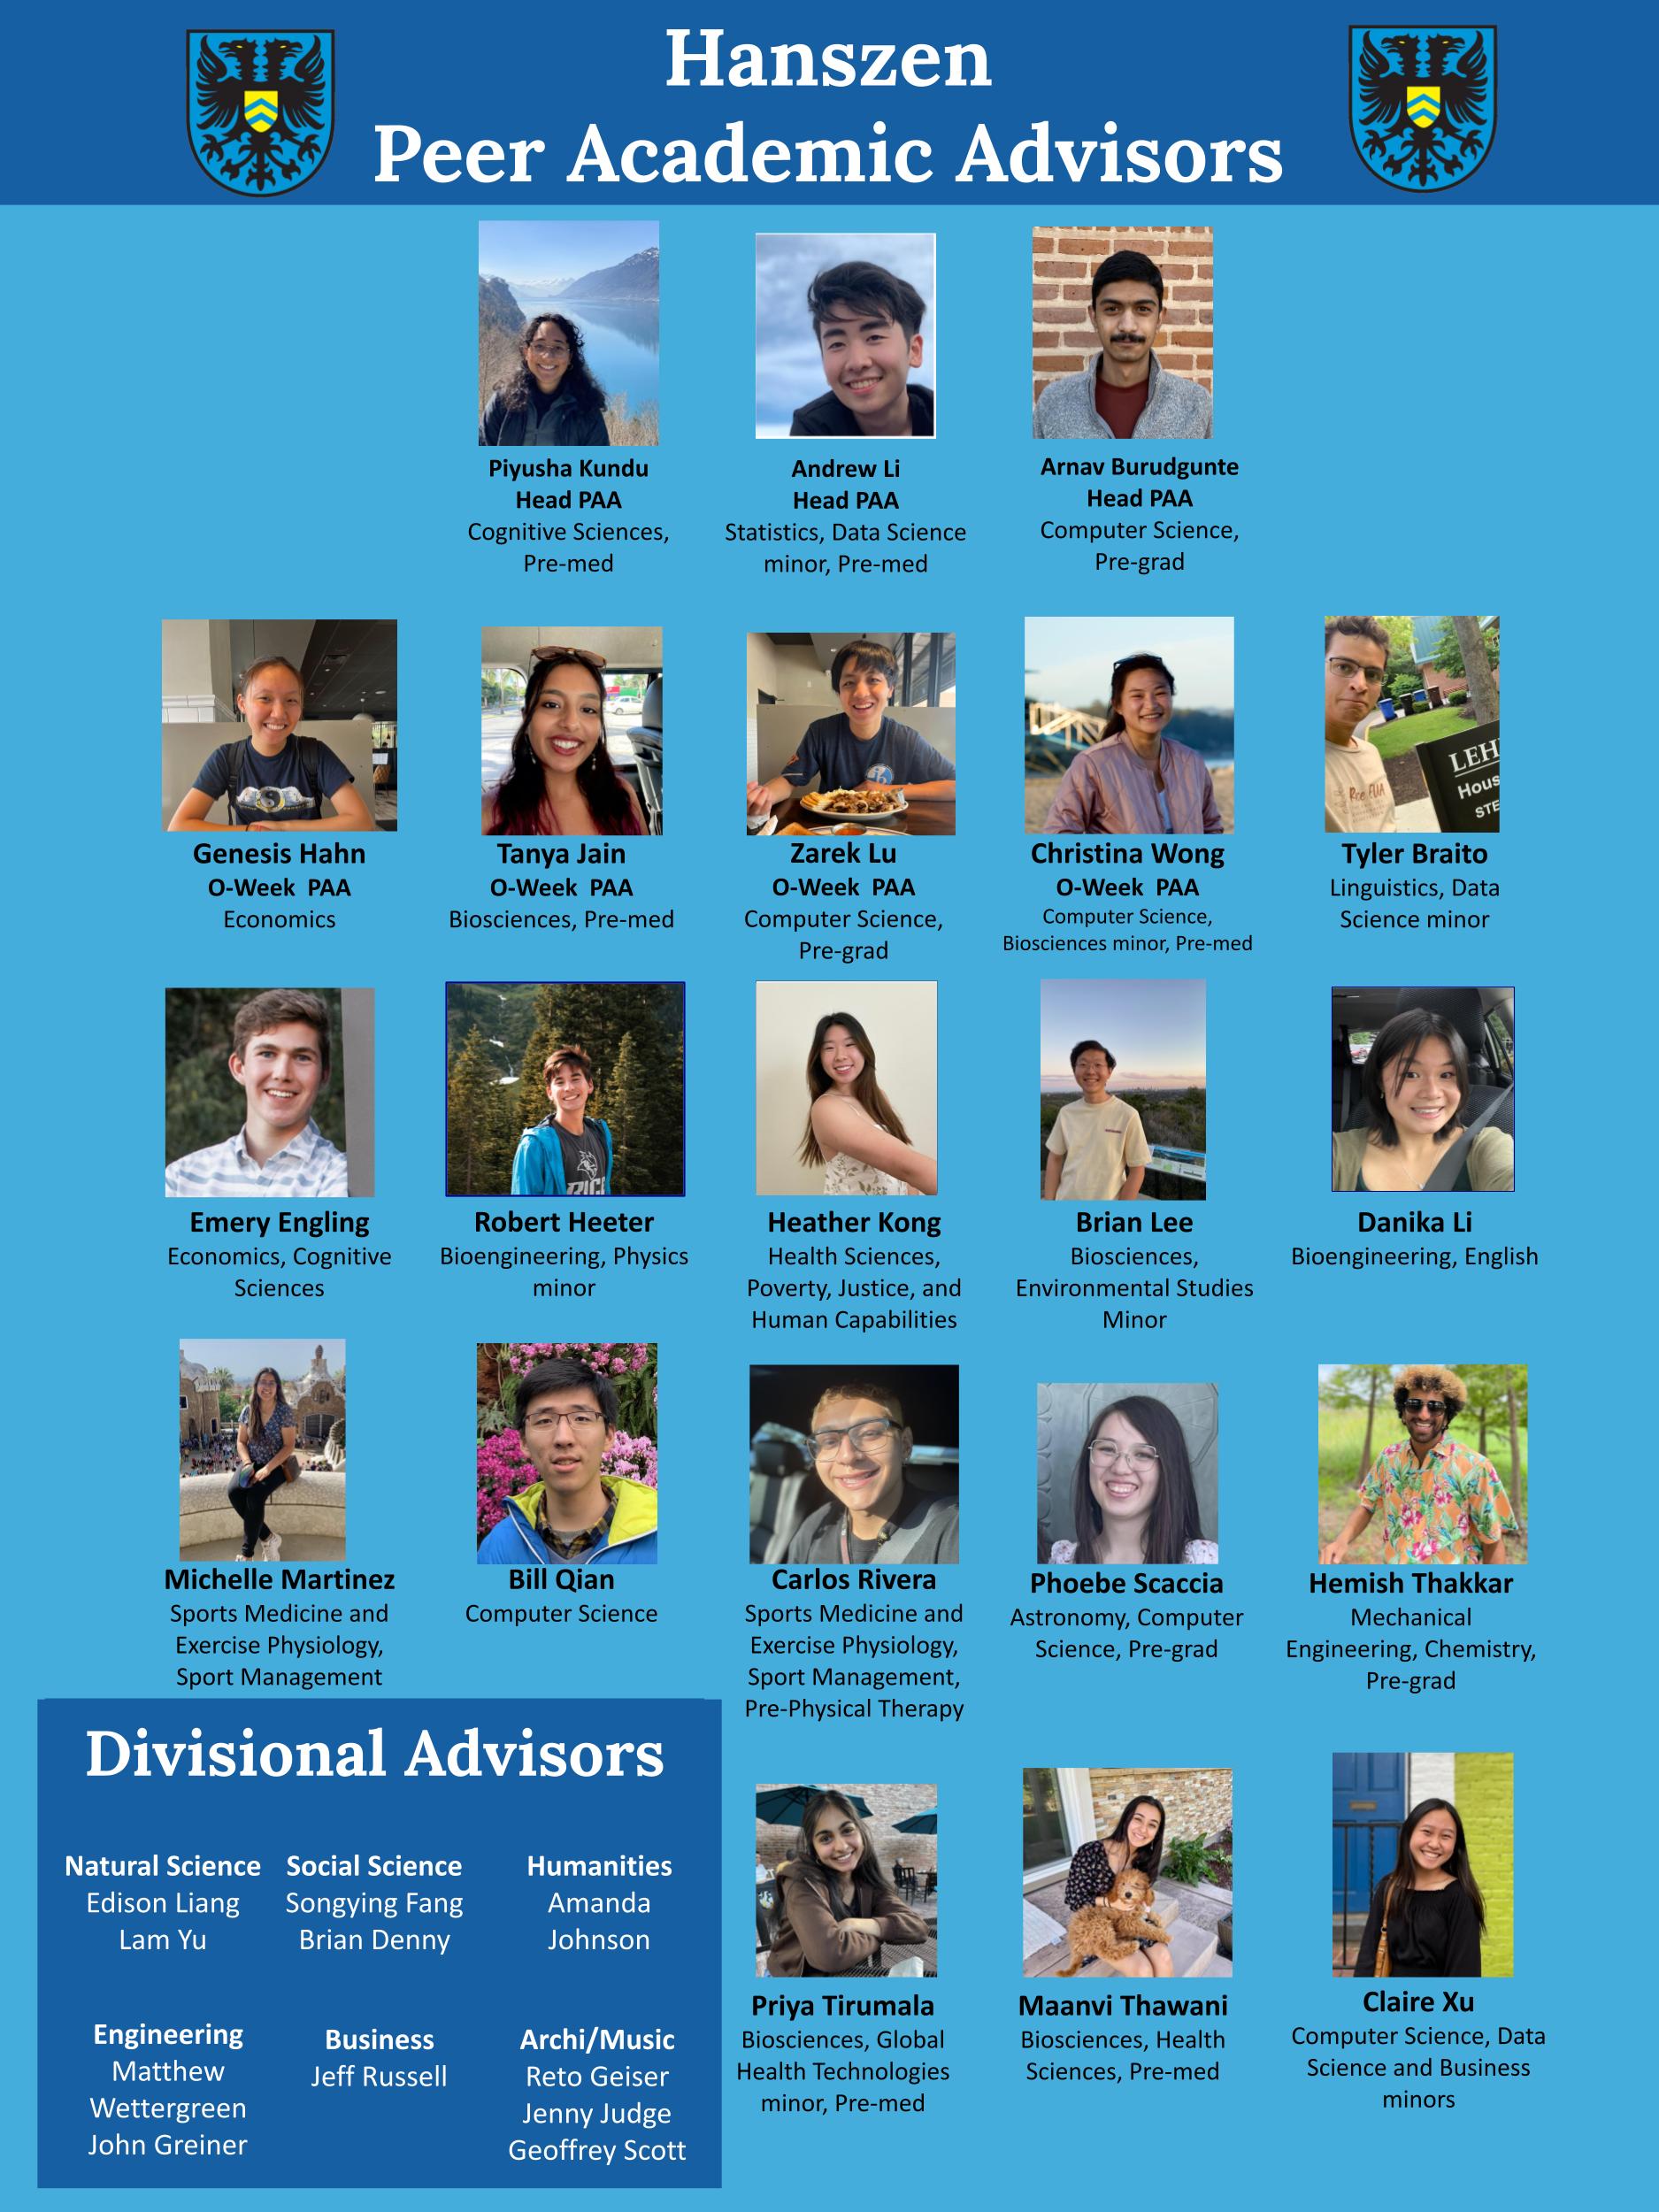 Hanszen
Peer Academic Advisors
Piyusha Kundu
Head PAA
Cognitive Sciences,
Pre-med
Andrew Li
Head PAA
Statistics, Data Science
minor, Pre-med
Arnav Burudgunte
Head PAA
Computer Science,
Pre-grad
LEH
Hous
STE
Genesis Hahn
O-Week PAA
Economics
Tanya Jain
O-Week PAA
Biosciences, Pre-med
Zarek Lu
O-Week PAA
Computer Science,
Pre-grad
Christina Wong
O-Week PAA
Computer Science,
Biosciences minor, Pre-med
Tyler Braito
Linguistics, Data
Science minor
RICE
Emery Engling
Economics, Cognitive
Sciences
Robert Heeter
Bioengineering, Physics
minor
Heather Kong
Health Sciences,
Poverty, Justice, and
Human Capabilities
Brian Lee
Biosciences,
Environmental Studies
Minor
Danika Li
Bioengineering, English
Michelle Martinez
Sports Medicine and
Exercise Physiology,
Sport Management
Bill Qian
Computer Science
Carlos Rivera
Sports Medicine and
Exercise Physiology,
Sport Management,
Pre-Physical Therapy
Phoebe Scaccia
Astronomy, Computer
Science, Pre-grad
Hemish Thakkar
Mechanical
Engineering, Chemistry,
Pre-grad
Divisional Advisors
Natural Science
Edison Liang
Lam Yu
Social Science
Songying Fang
Brian Denny
Humanities
Amanda
Johnson
Engineering
Matthew
Wettergreen
John Greiner
Business
Jeff Russell
Archi/Music
Reto Geiser
Jenny Judge
Geoffrey Scott
Priya Tirumala
Biosciences, Global
Health Technologies
minor, Pre-med
Maanvi Thawani
Biosciences, Health
Sciences, Pre-med
Claire Xu
Computer Science, Data
Science and Business
minors